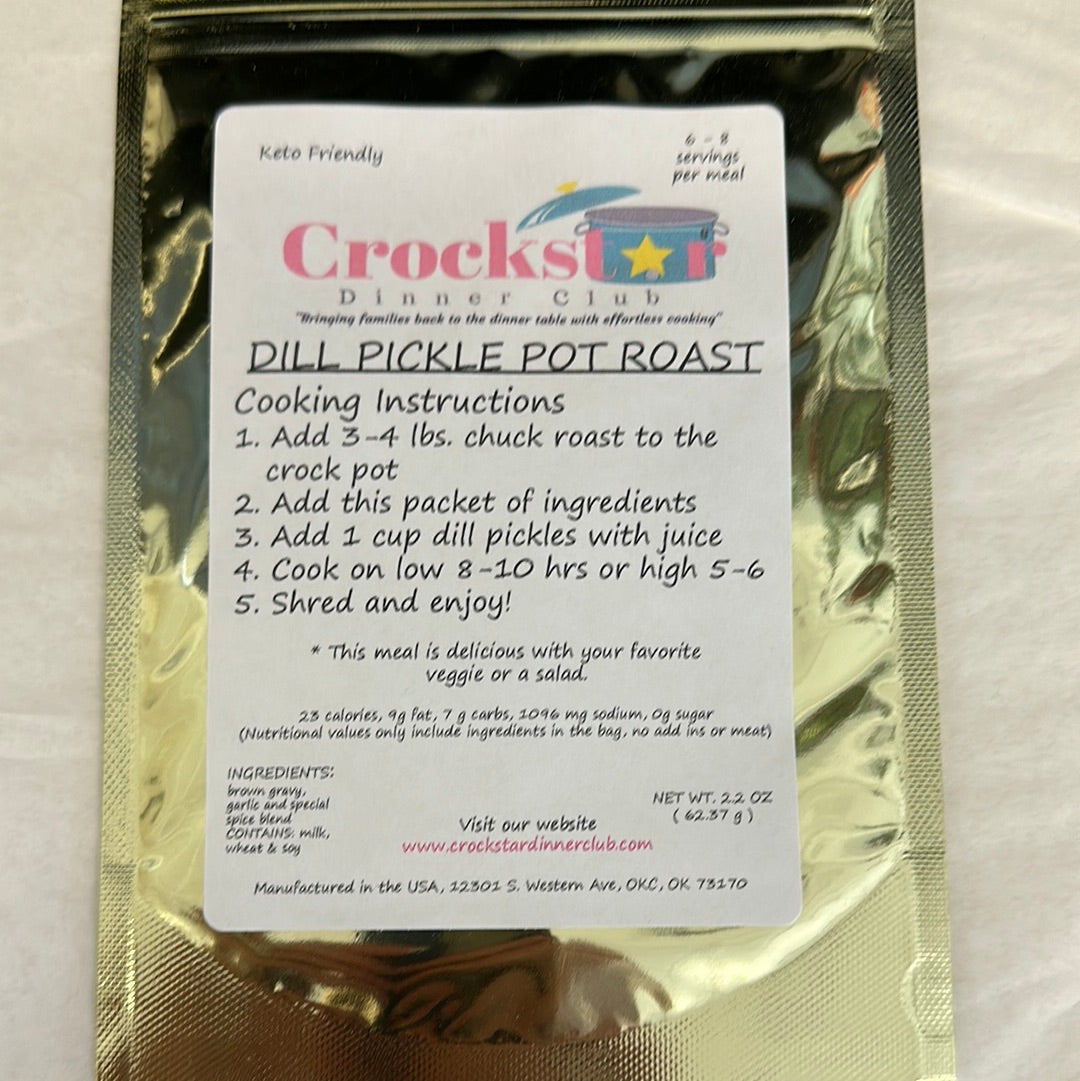 Keto Friendly
6 - 8
servings
per meal
Crockstar
Dinner Club
"Bringing families back to the dinner table with effortless cooking"
DILL PICKLE POT ROAST
Cooking Instructions
1. Add 3-4 lbs. chuck roast to the
crock pot
2. Add this packet of ingredients
3. Add 1 cup dill pickles with juice
4. Cook on low 8-10 hrs or high 5-6
5. Shred and enjoy!
* This meal is delicious with your favorite
veggie or a salad.
23 calories, 9g fat, 7 g carbs, 1096 mg sodium, 0g sugar
(Nutritional values only include ingredients in the bag, no add ins or meat)
INGREDIENTS:
brown gravy,
garlic and special
spice blend
CONTAINS: milk,
wheat & soy
NET WT. 2.2 OZ
( 62.37 g )
Visit our website
www.crockstardinnerclub.com
Manufactured in the USA, 12301 S. Western Ave, OKC, OK 73170